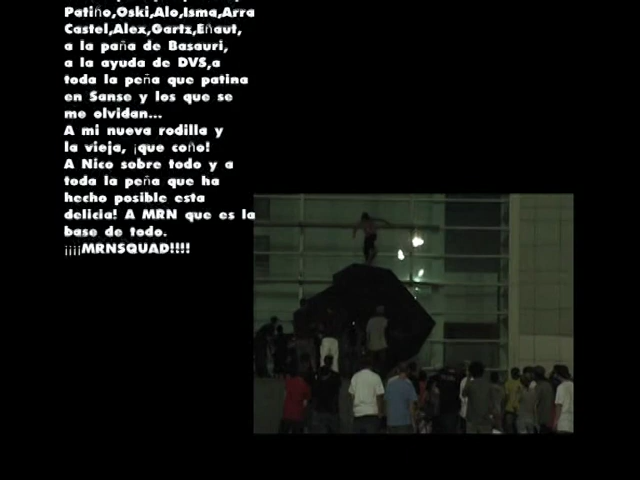 Patiño,Oski,Alo,Isma,Arra
Castel,Alex,Gartz,Eñaut,
a la paña de Basauri,
a la ayuda de DVS,a
toda la peña que patina
en Sanse y los que se
me olvidan...
A mi nueva rodilla y
la vieja, ¡que coño!
A Nico sobre todo y a
toda la peña que ha
hecho posible esta
delicia! A MRN que es la
base de todo.
¡¡¡¡MRNSQUAD!!!!